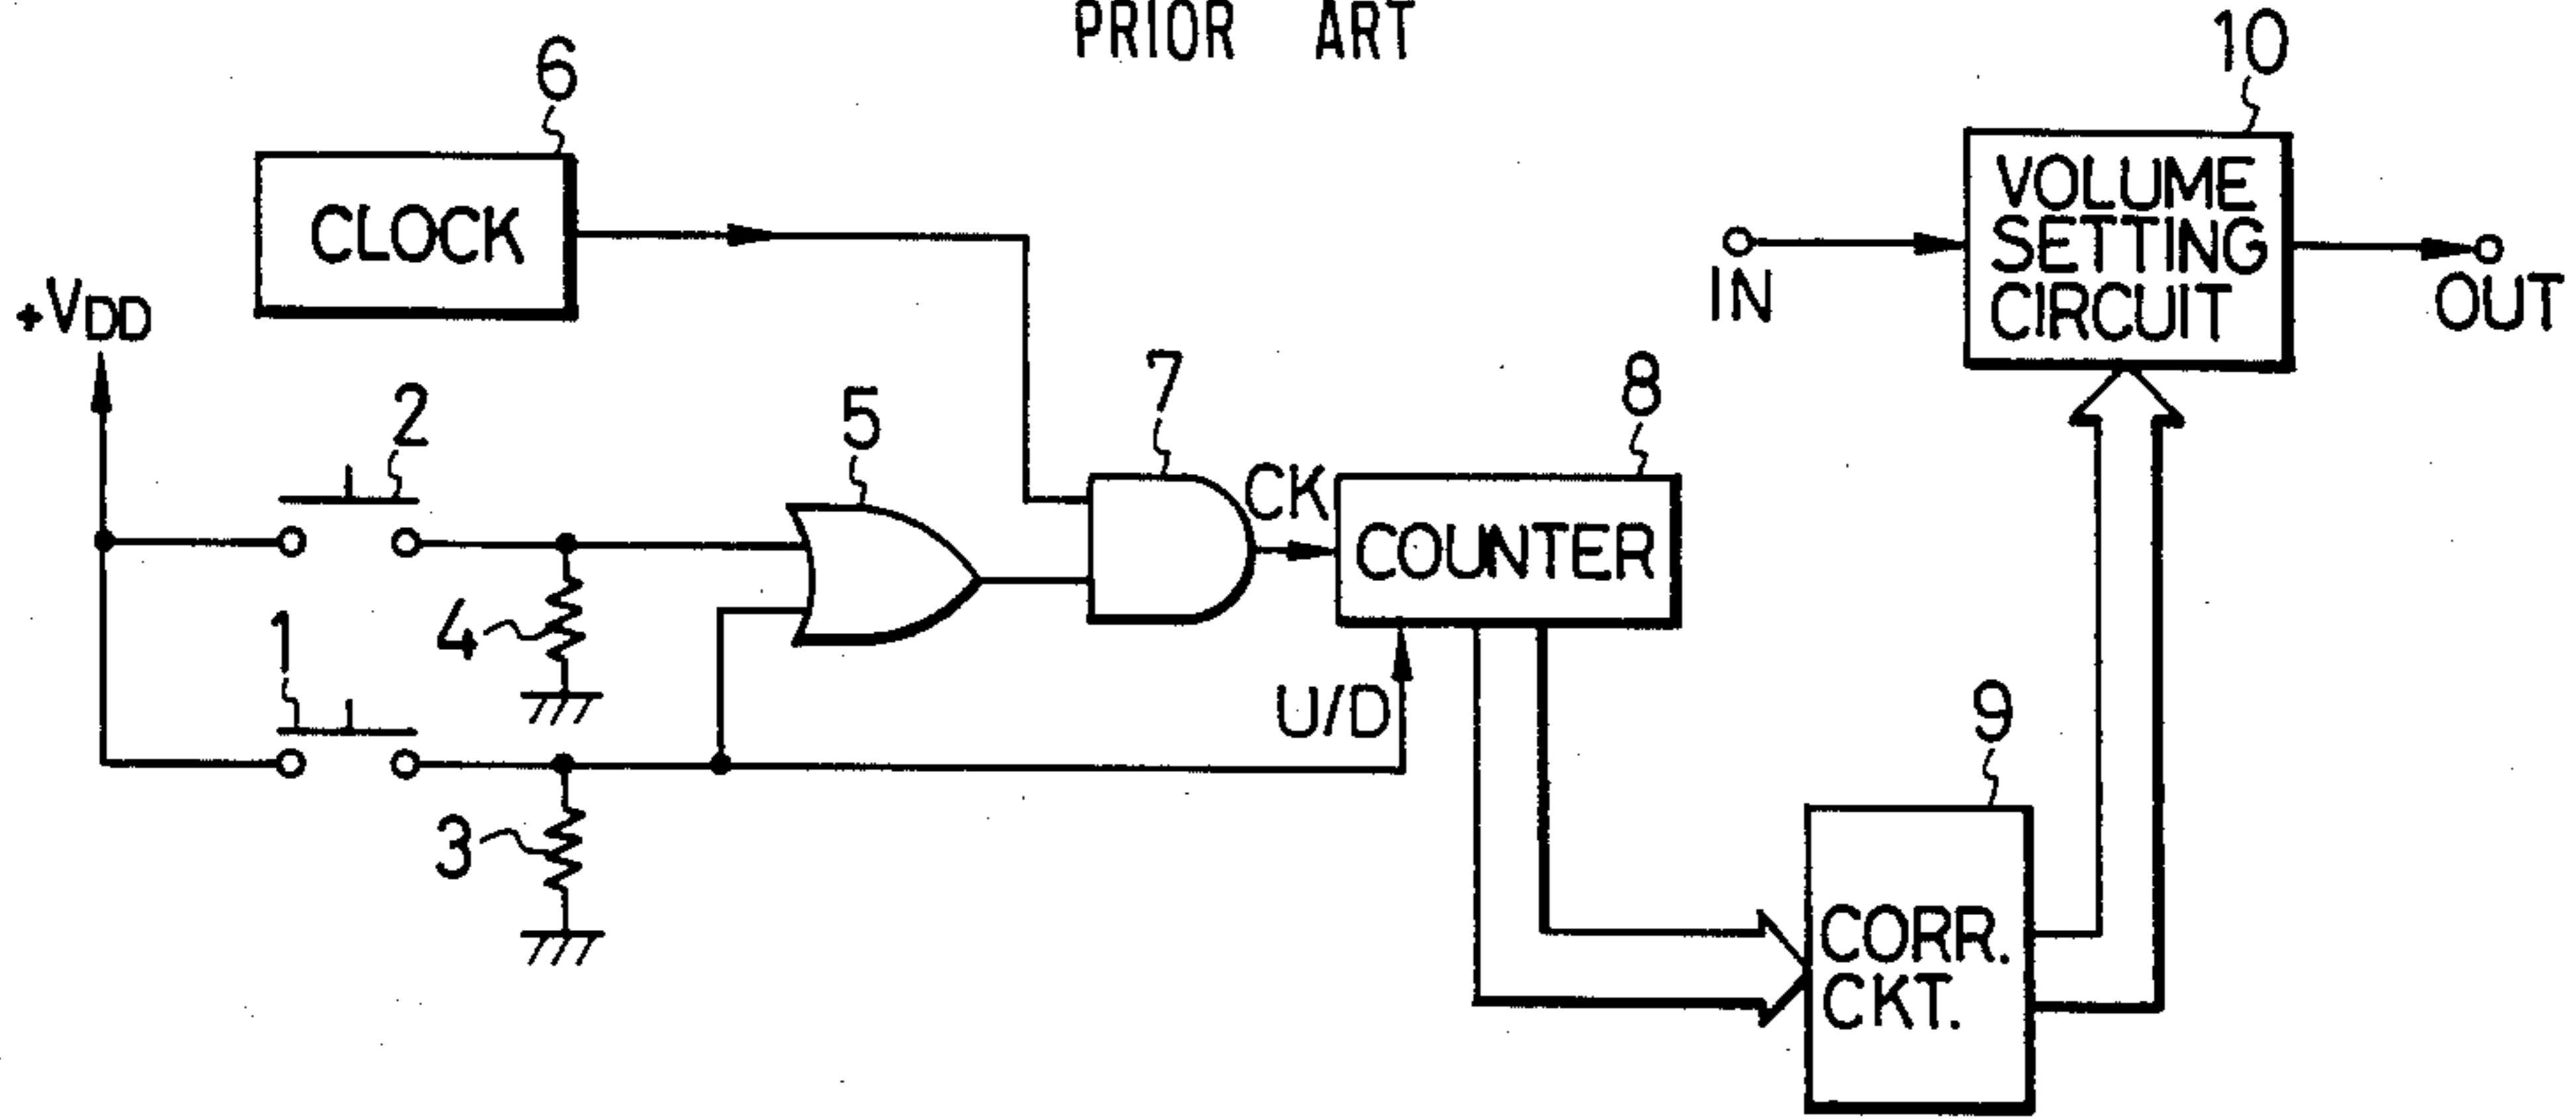 PRIOR ART
6
CLOCK
10
VOLUME
SETTING
CIRCUIT
IN
OUT
+VDD
2
5
7
CK
8
COUNTER
4
1
U/D
3
9
CORR.
CKT.